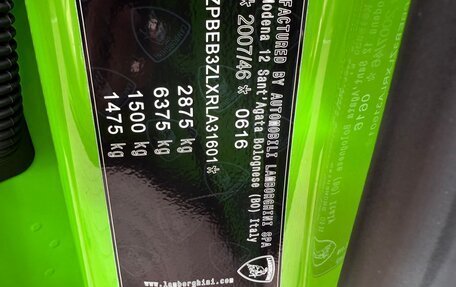 FACTURED BY AUTOMOBILI LAMBORGHINI SPA
Modena 12 Sant'Agata Bolognese (BO) Italy
☆ 2007/46 ☆ 0616
ZPBEB3ZLXRLA31601☆
2875 kg
6375 kg
1500 kg
1475 kg
www.lamborghini.com